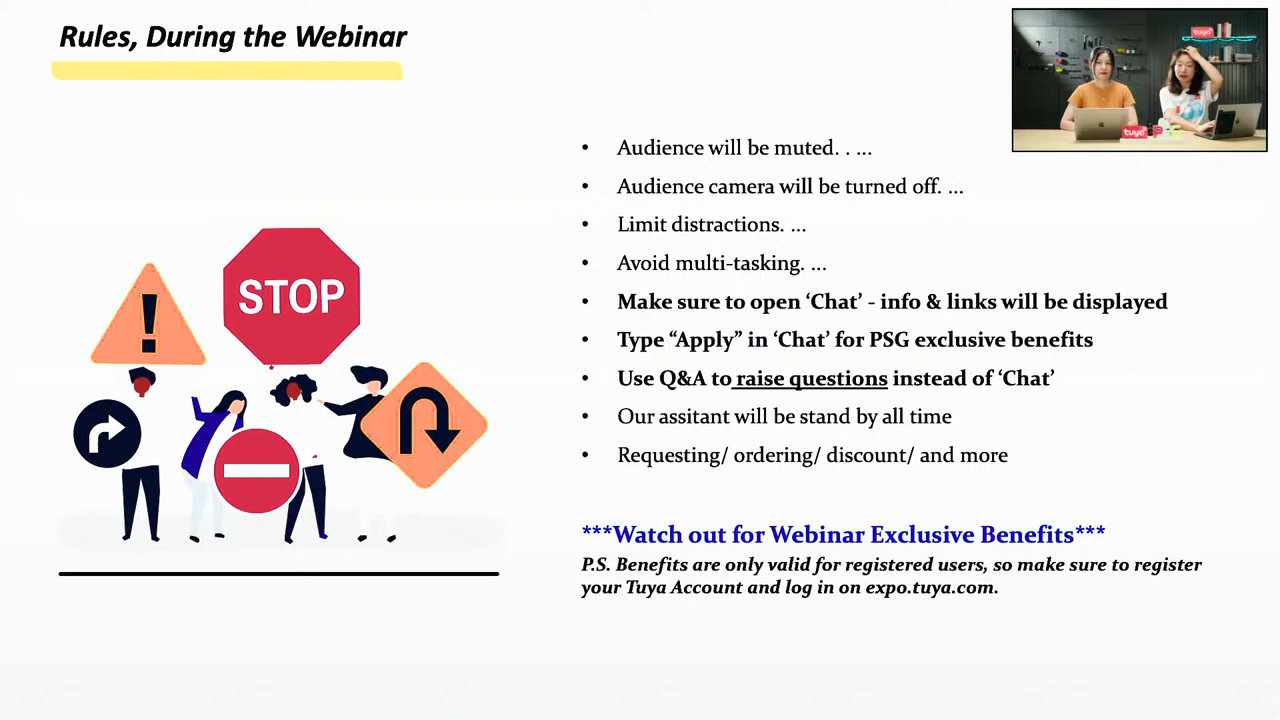 Rules, During the Webinar
tuya
tuya
• Audience will be muted. . ...
• Audience camera will be turned off. ...
• Limit distractions. ...
• Avoid multi-tasking. ...
• Make sure to open ‘Chat’ - info & links will be displayed
• Type “Apply” in ‘Chat’ for PSG exclusive benefits
• Use Q&A to raise questions instead of ‘Chat’
• Our assitant will be stand by all time
• Requesting/ ordering/ discount/ and more
STOP
!
***Watch out for Webinar Exclusive Benefits***
P.S. Benefits are only valid for registered users, so make sure to register
your Tuya Account and log in on expo.tuya.com.